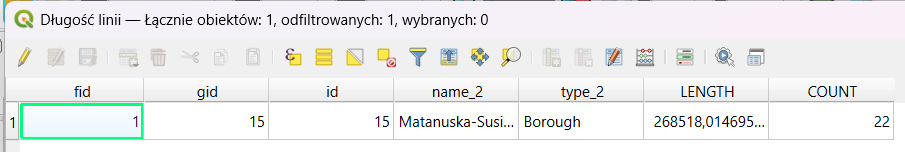 Długość linii — Łącznie obiektów: 1, odfiltrowanych: 1, wybranych: 0
fid gid id name_2 type_2 LENGTH COUNT
1 1 15 15 Matanuska-Susi... Borough 268518,014695... 22